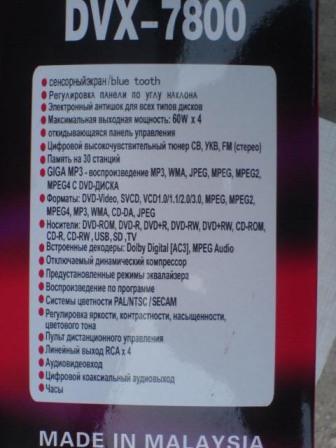 DVX-7800
• сенсорныйэкран/blue tooth
• Регулировка панели по углу наклона
• Электронный антишок для всех типов дисков
• Максимальная выходная мощность: 60W x 4
• откидывающаяся панель управления
• Цифровой высокочувствительный тюнер СВ, УКВ, FM (стерео)
• Память на 30 станций
• GIGA MP3 - воспроизведение MP3, WMA, JPEG, MPEG, MPEG2,
MPEG4 С DVD-ДИСКА
• Форматы: DVD-Video, SVCD, VCD1.0/1.1/2.0/3.0, MPEG, MPEG2,
MPEG4, MP3, WMA, CD-DA, JPEG
• Носители: DVD-ROM, DVD-R, DVD+R, DVD-RW, DVD+RW, CD-ROM,
CD-R, CD-RW, USB, SD, TV
• Встроенные декодеры: Dolby Digital [AC3], MPEG Audio
• Отключаемый динамический компрессор
• Предустановленные режимы эквалайзера
• Воспроизведение по программе
• Системы цветности PAL/NTSC/SECAM
• Регулировка яркости, контрастности, насыщенности,
цветового тона
• Пульт дистанционного управления
• Линейный выход RCA x 4
• Аудиовидеовход
• Цифровой коаксиальный аудиовыход
• Часы
MADE IN MALAYSIA